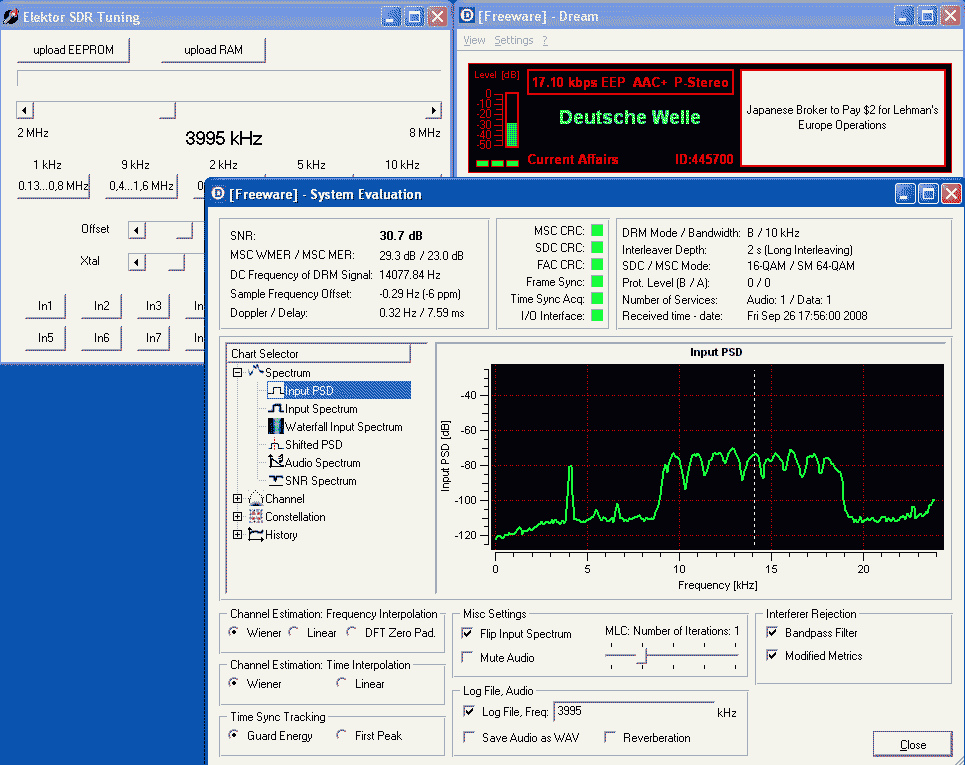 Elektor SDR Tuning
upload EEPROM
upload RAM
2 MHz
3995 kHz
8 MHz
1 kHz
9 kHz
2 kHz
5 kHz
10 kHz
0.13...0,8 MHz
0,4...1,6 MHz
Offset
Xtal
In1
In2
In3
In5
In6
In7
[Freeware] - Dream
View Settings ?
Level [dB]
0
-10
-20
-30
-40
-50
17.10 kbps EEP AAC+ P-Stereo
Deutsche Welle
Current Affairs
ID:445700
Japanese Broker to Pay $2 for Lehman's
Europe Operations
[Freeware] - System Evaluation
SNR: 30.7 dB
MSC WMER / MSC MER: 29.3 dB / 23.0 dB
DC Frequency of DRM Signal: 14077.84 Hz
Sample Frequency Offset: -0.29 Hz (-6 ppm)
Doppler / Delay: 0.32 Hz / 7.59 ms
MSC CRC:
SDC CRC:
FAC CRC:
Frame Sync:
Time Sync Acq:
I/O Interface:
DRM Mode / Bandwidth: B / 10 kHz
Interleaver Depth: 2 s (Long Interleaving)
SDC / MSC Mode: 16-QAM / SM 64-QAM
Prot. Level (B / A): 0 / 0
Number of Services: Audio: 1 / Data: 1
Received time - date: Fri Sep 26 17:56:00 2008
Chart Selector
Spectrum
Input PSD
Input Spectrum
Waterfall Input Spectrum
Shifted PSD
Audio Spectrum
SNR Spectrum
Channel
Constellation
History
Input PSD
Input PSD [dB]
-40
-60
-80
-100
-120
0 5 10 15 20
Frequency [kHz]
Channel Estimation: Frequency Interpolation
Wiener Linear DFT Zero Pad.
Channel Estimation: Time Interpolation
Wiener Linear
Time Sync Tracking
Guard Energy First Peak
Misc Settings
Flip Input Spectrum
Mute Audio
MLC: Number of Iterations: 1
Log File, Audio
Log File, Freq: 3995 kHz
Save Audio as WAV Reverberation
Interferer Rejection
Bandpass Filter
Modified Metrics
Close